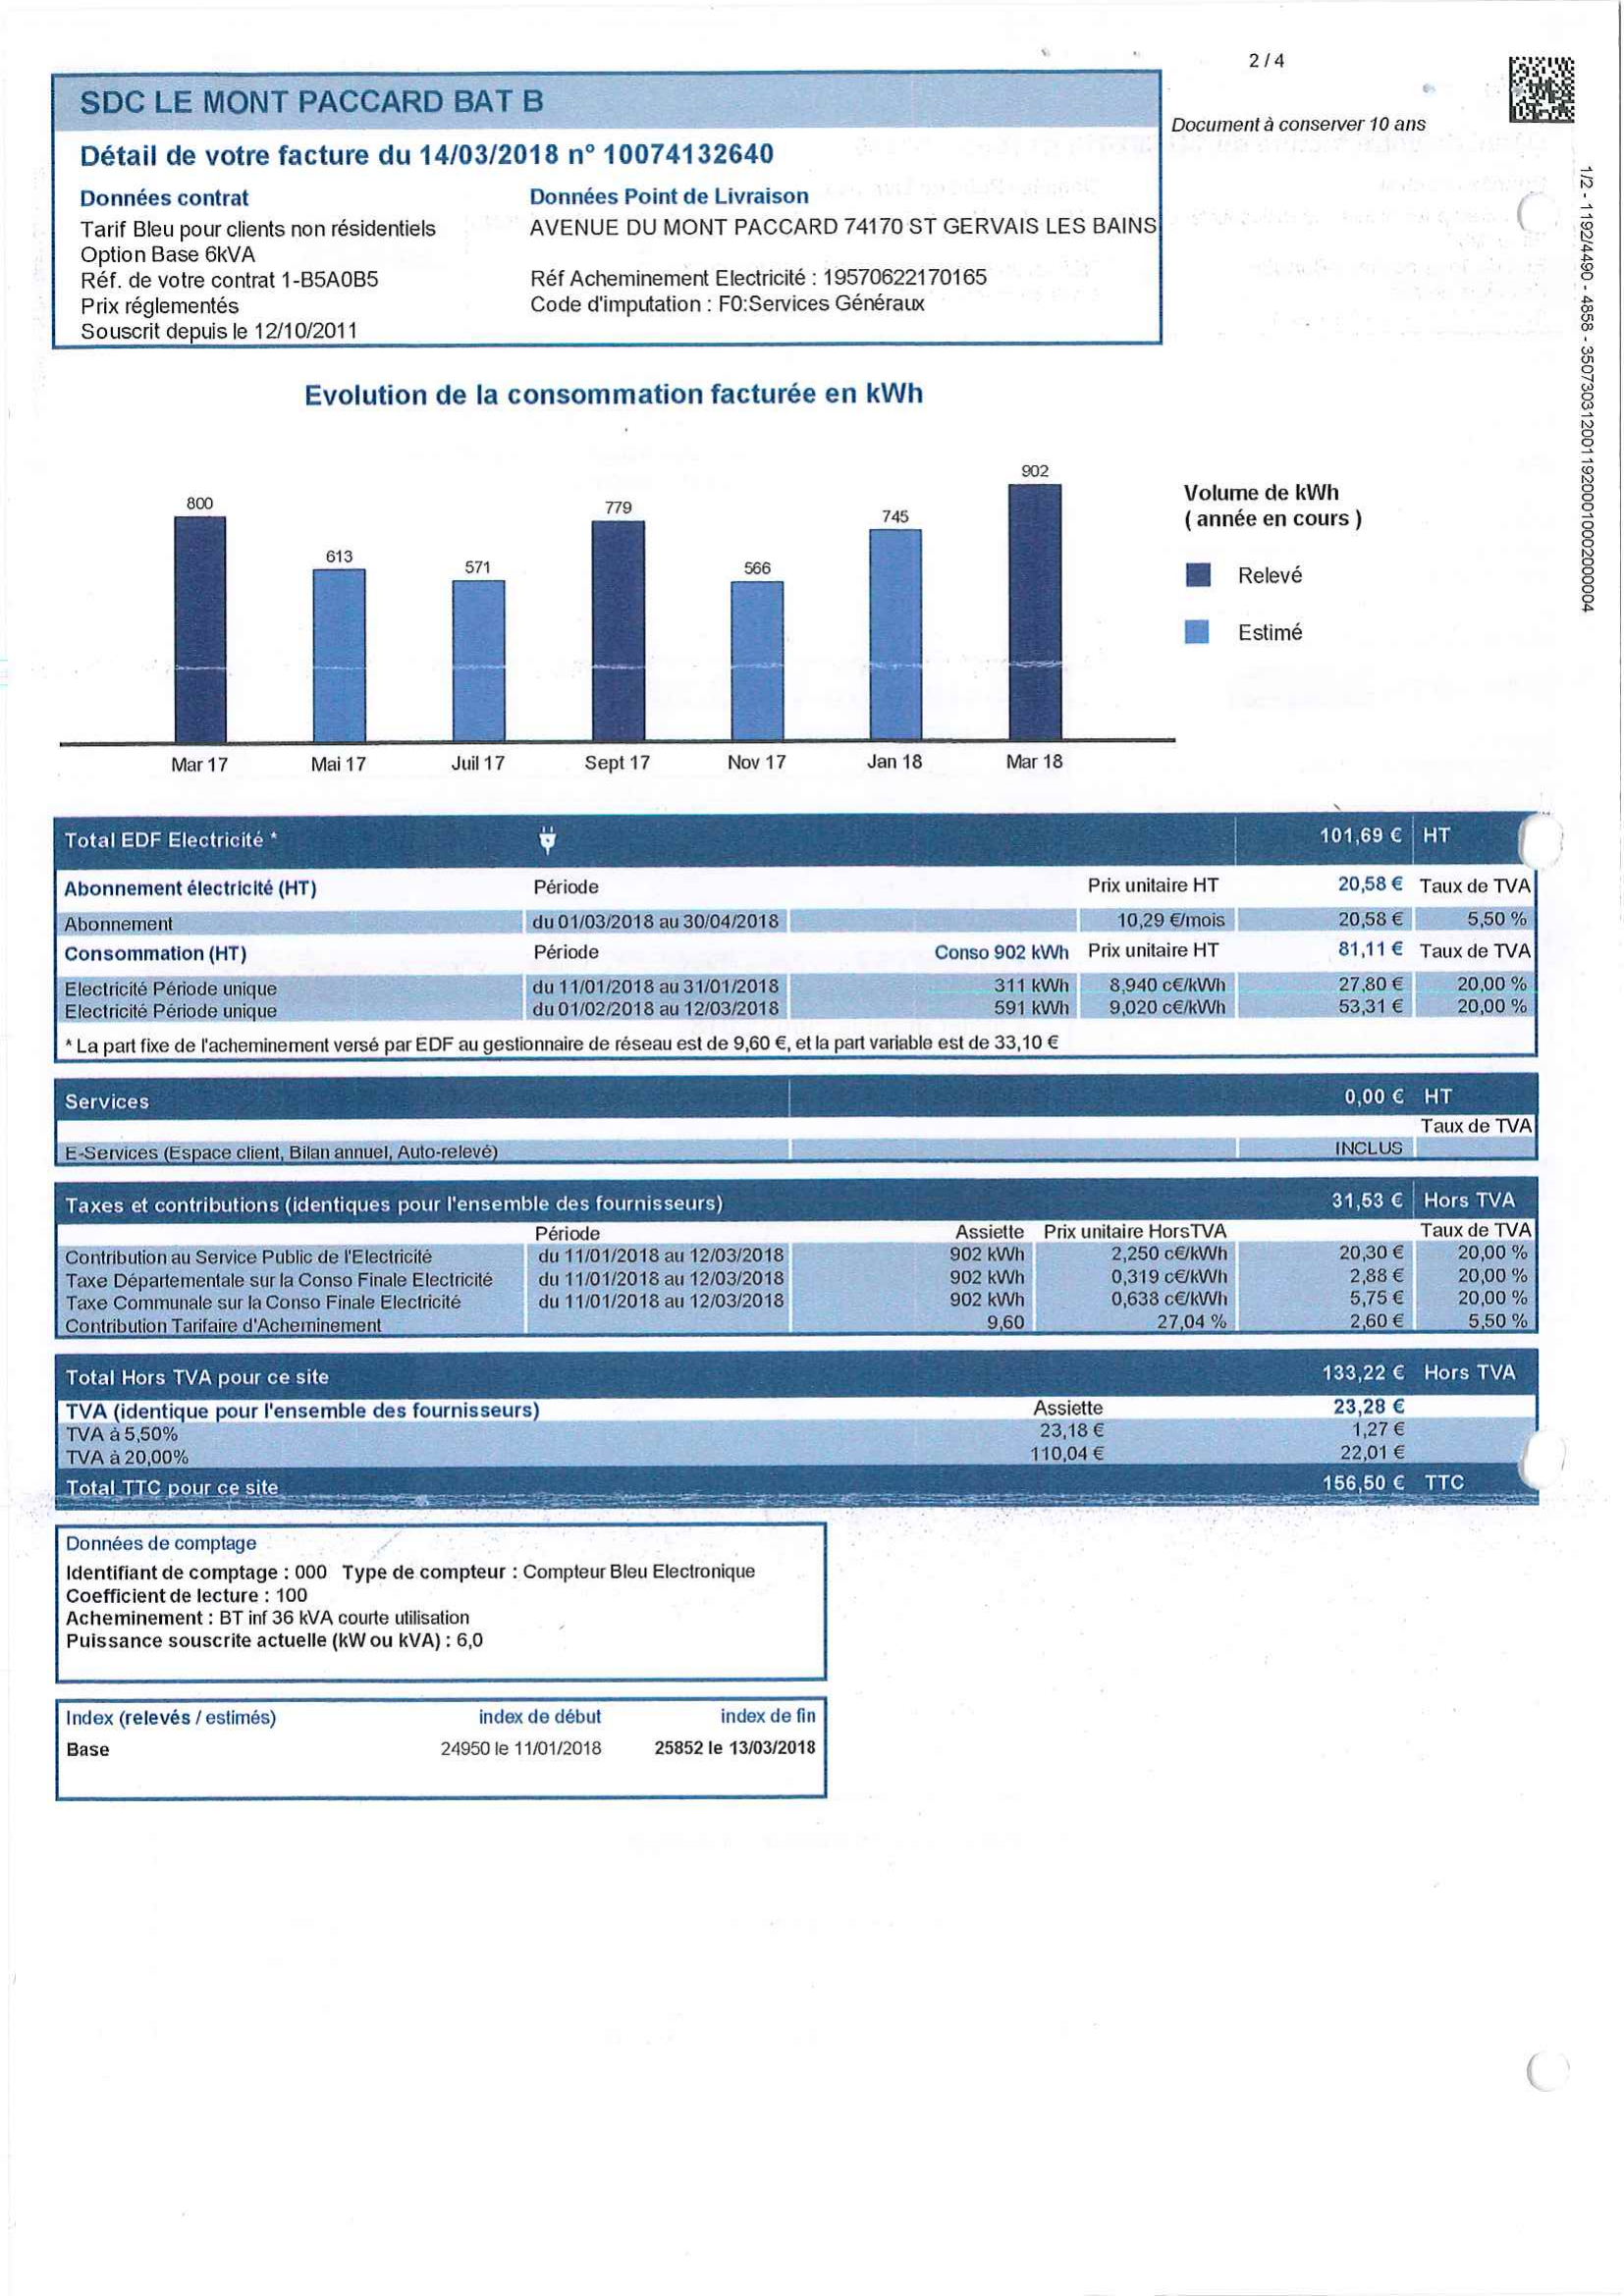 2 / 4
SDC LE MONT PACCARD BAT B
Document à conserver 10 ans
Détail de votre facture du 14/03/2018 n° 10074132640
Données contrat
Tarif Bleu pour clients non résidentiels
Option Base 6kVA
Réf. de votre contrat 1-B5A0B5
Prix réglementés
Souscrit depuis le 12/10/2011
Données Point de Livraison
AVENUE DU MONT PACCARD 74170 ST GERVAIS LES BAINS
Réf Acheminement Electricité : 19570622170165
Code d'imputation : F0:Services Généraux
1/2 - 1192/4490 - 4858 - 35073031200119200010002000004
Evolution de la consommation facturée en kWh
800 613 571 779 566 745 902
Mar 17 Mai 17 Juil 17 Sept 17 Nov 17 Jan 18 Mar 18
Volume de kWh
( année en cours )
Relevé
Estimé
Total EDF Electricité * 101,69 € HT
Abonnement électricité (HT) Période Prix unitaire HT 20,58 € Taux de TVA
Abonnement du 01/03/2018 au 30/04/2018 10,29 €/mois 20,58 € 5,50 %
Consommation (HT) Période Conso 902 kWh Prix unitaire HT 81,11 € Taux de TVA
Electricité Période unique du 11/01/2018 au 31/01/2018 311 kWh 8,940 c€/kWh 27,80 € 20,00 %
Electricité Période unique du 01/02/2018 au 12/03/2018 591 kWh 9,020 c€/kWh 53,31 € 20,00 %
* La part fixe de l'acheminement versé par EDF au gestionnaire de réseau est de 9,60 €, et la part variable est de 33,10 €
Services 0,00 € HT
Taux de TVA
E-Services (Espace client, Bilan annuel, Auto-relevé) INCLUS
Taxes et contributions (identiques pour l'ensemble des fournisseurs) 31,53 € Hors TVA
Période Assiette Prix unitaire HorsTVA Taux de TVA
Contribution au Service Public de l'Electricité du 11/01/2018 au 12/03/2018 902 kWh 2,250 c€/kWh 20,30 € 20,00 %
Taxe Départementale sur la Conso Finale Electricité du 11/01/2018 au 12/03/2018 902 kWh 0,319 c€/kWh 2,88 € 20,00 %
Taxe Communale sur la Conso Finale Electricité du 11/01/2018 au 12/03/2018 902 kWh 0,638 c€/kWh 5,75 € 20,00 %
Contribution Tarifaire d'Acheminement 9,60 27,04 % 2,60 € 5,50 %
Total Hors TVA pour ce site 133,22 € Hors TVA
TVA (identique pour l'ensemble des fournisseurs) Assiette 23,28 €
TVA à 5,50% 23,18 € 1,27 €
TVA à 20,00% 110,04 € 22,01 €
Total TTC pour ce site 156,50 € TTC
Données de comptage
Identifiant de comptage : 000 Type de compteur : Compteur Bleu Electronique
Coefficient de lecture : 100
Acheminement : BT inf 36 kVA courte utilisation
Puissance souscrite actuelle (kW ou kVA) : 6,0
Index (relevés / estimés) index de début index de fin
Base 24950 le 11/01/2018 25852 le 13/03/2018